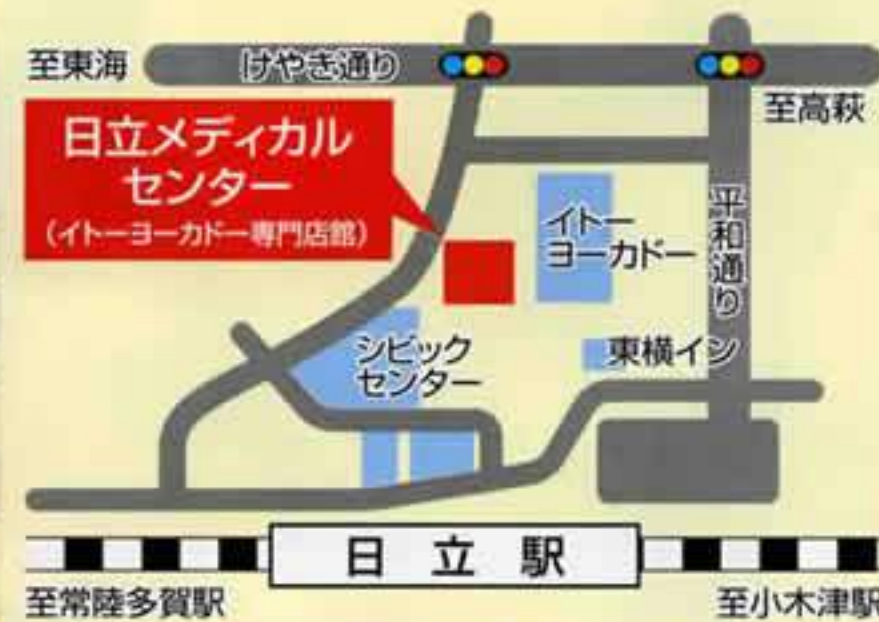 至東海
けやき通り
至高萩
日立メディカル
センター
(イトーヨーカドー専門店館)
イトー
ヨーカドー
平和通り
シビック
センター
東横イン
日立駅
至常陸多賀駅
至小木津駅